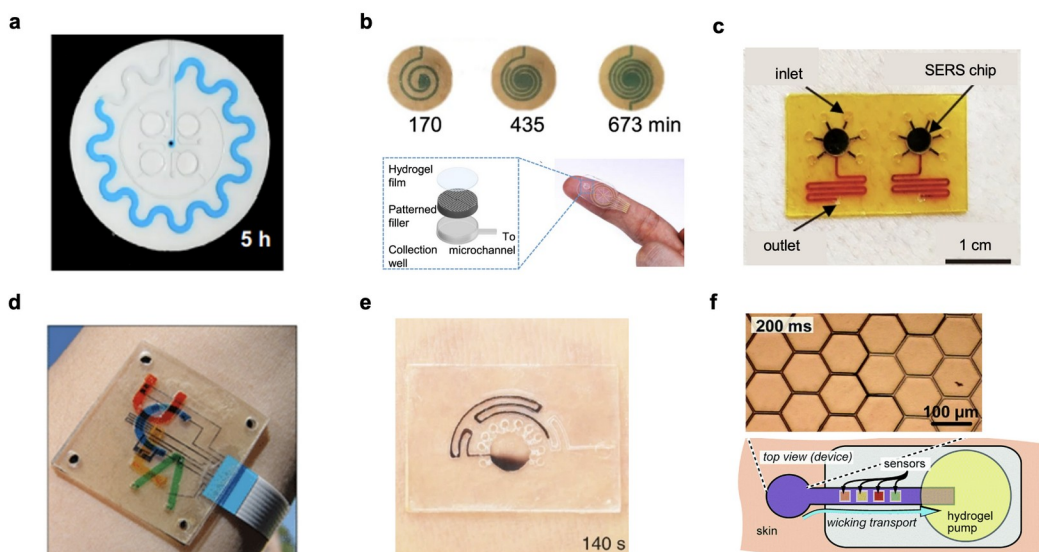 a
5 h
b
170
435
673 min
Hydrogel
film
Patterned
filler
Collection
well
To
microchannel
c
inlet
SERS chip
outlet
1 cm
d
e
140 s
f
200 ms
100 µm
top view (device)
sensors
skin
wicking transport
hydrogel
pump